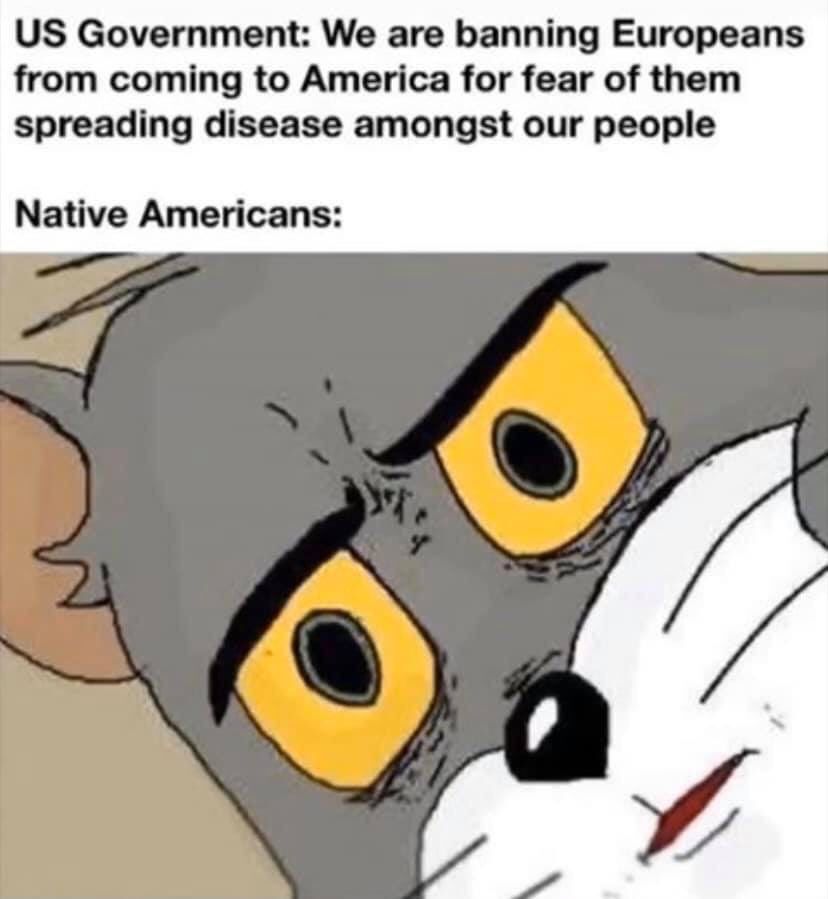 US Government: We are banning Europeans
from coming to America for fear of them
spreading disease amongst our people
Native Americans: